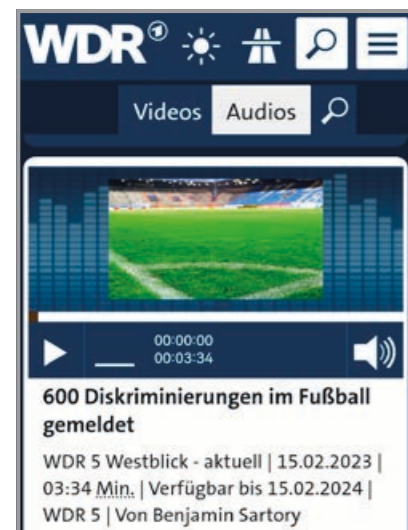 WDR
Videos Audios
00:00:00
00:03:34
600 Diskriminierungen im Fußball
gemeldet
WDR 5 Westblick - aktuell | 15.02.2023 |
03:34 Min. | Verfügbar bis 15.02.2024 |
WDR 5 | Von Benjamin Sartory